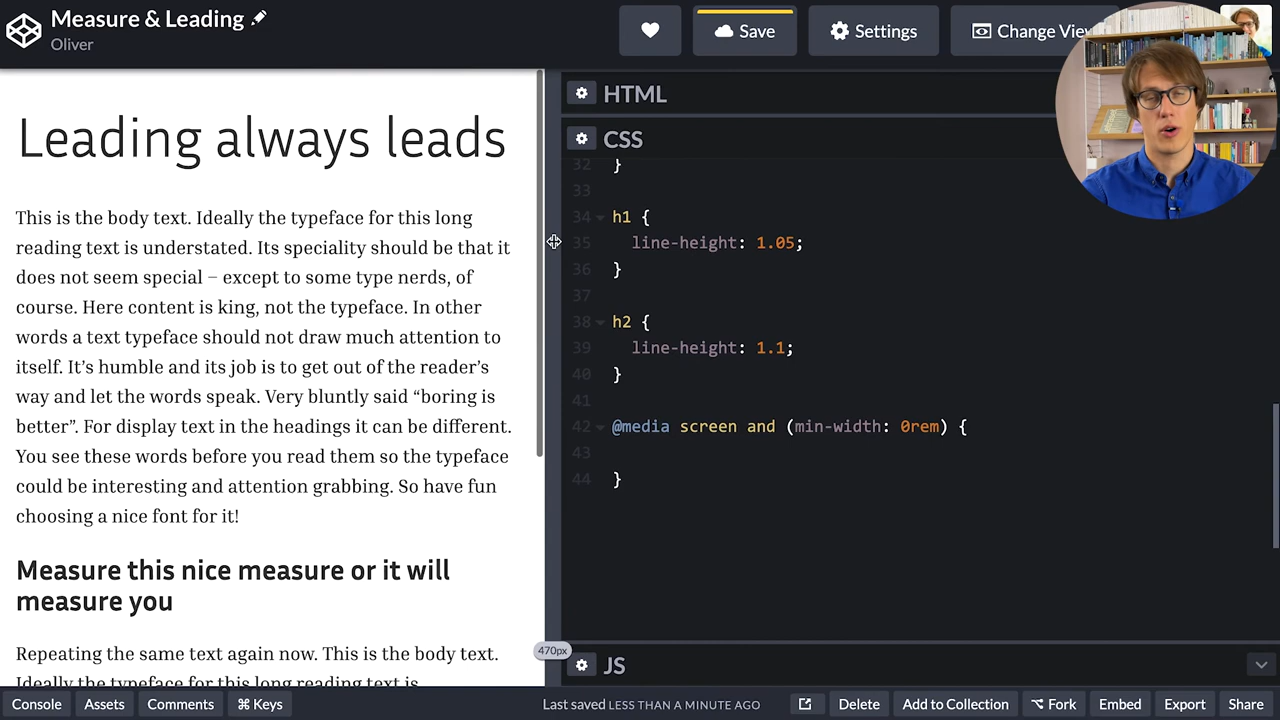 Measure & Leading
Oliver
Save
Settings
Change View
Leading always leads
This is the body text. Ideally the typeface for this long
reading text is understated. Its speciality should be that it
does not seem special – except to some type nerds, of
course. Here content is king, not the typeface. In other
words a text typeface should not draw much attention to
itself. It’s humble and its job is to get out of the reader’s
way and let the words speak. Very bluntly said “boring is
better”. For display text in the headings it can be different.
You see these words before you read them so the typeface
could be interesting and attention grabbing. So have fun
choosing a nice font for it!
Measure this nice measure or it will
measure you
Repeating the same text again now. This is the body text.
Ideally the typeface for this long reading text is
470px
HTML
CSS
32 }
33
34 h1 {
35 line-height: 1.05;
36 }
37
38 h2 {
39 line-height: 1.1;
40 }
41
42 @media screen and (min-width: 0rem) {
43
44 }
JS
Console
Assets
Comments
⌘ Keys
Last saved LESS THAN A MINUTE AGO
Delete
Add to Collection
Fork
Embed
Export
Share